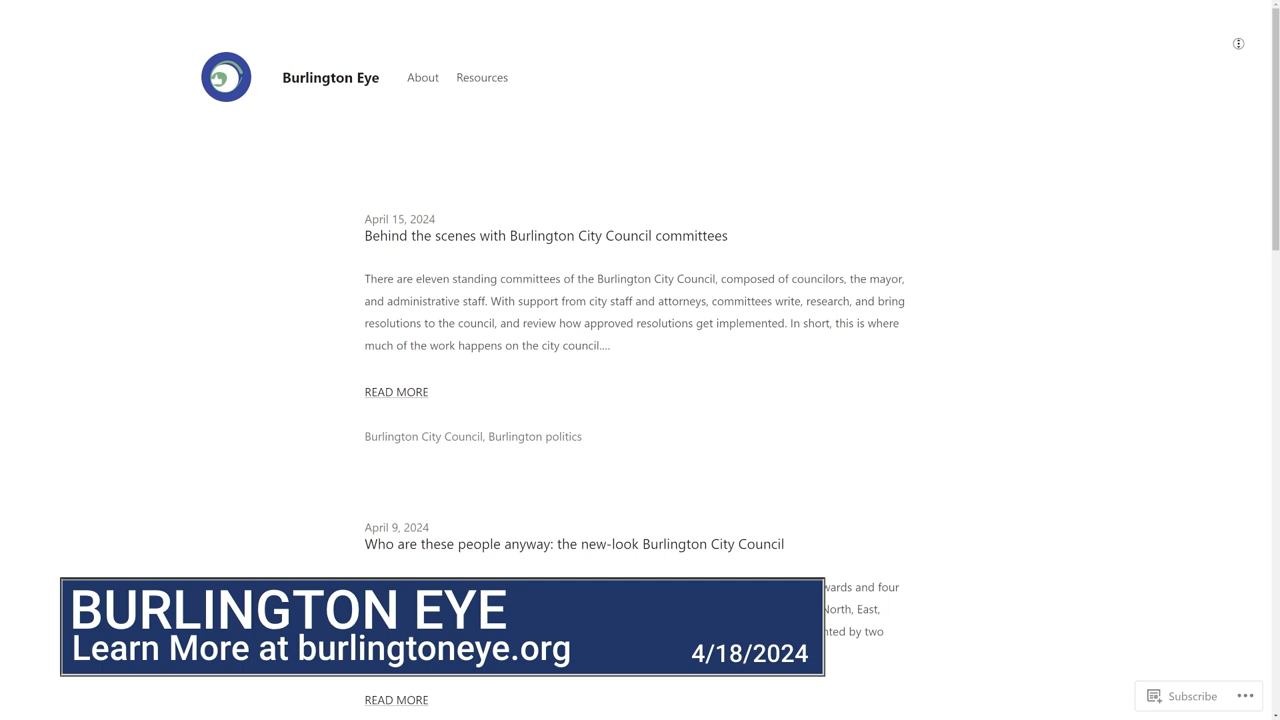 Burlington Eye
About
Resources
April 15, 2024
Behind the scenes with Burlington City Council committees
There are eleven standing committees of the Burlington City Council, composed of councilors, the mayor,
and administrative staff. With support from city staff and attorneys, committees write, research, and bring
resolutions to the council, and review how approved resolutions get implemented. In short, this is where
much of the work happens on the city council....
READ MORE
Burlington City Council, Burlington politics
April 9, 2024
Who are these people anyway: the new-look Burlington City Council
and four
North, East,
by two
BURLINGTON EYE
Learn More at burlingtoneye.org
4/18/2024
READ MORE
Subscribe